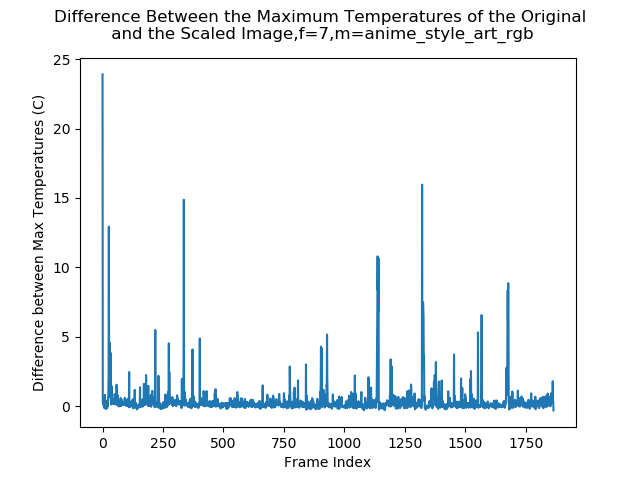 Difference Between the Maximum Temperatures of the Original
and the Scaled Image,f=7,m=anime_style_art_rgb
25
20
15
10
5
0
Difference between Max Temperatures (C)
0 250 500 750 1000 1250 1500 1750
Frame Index